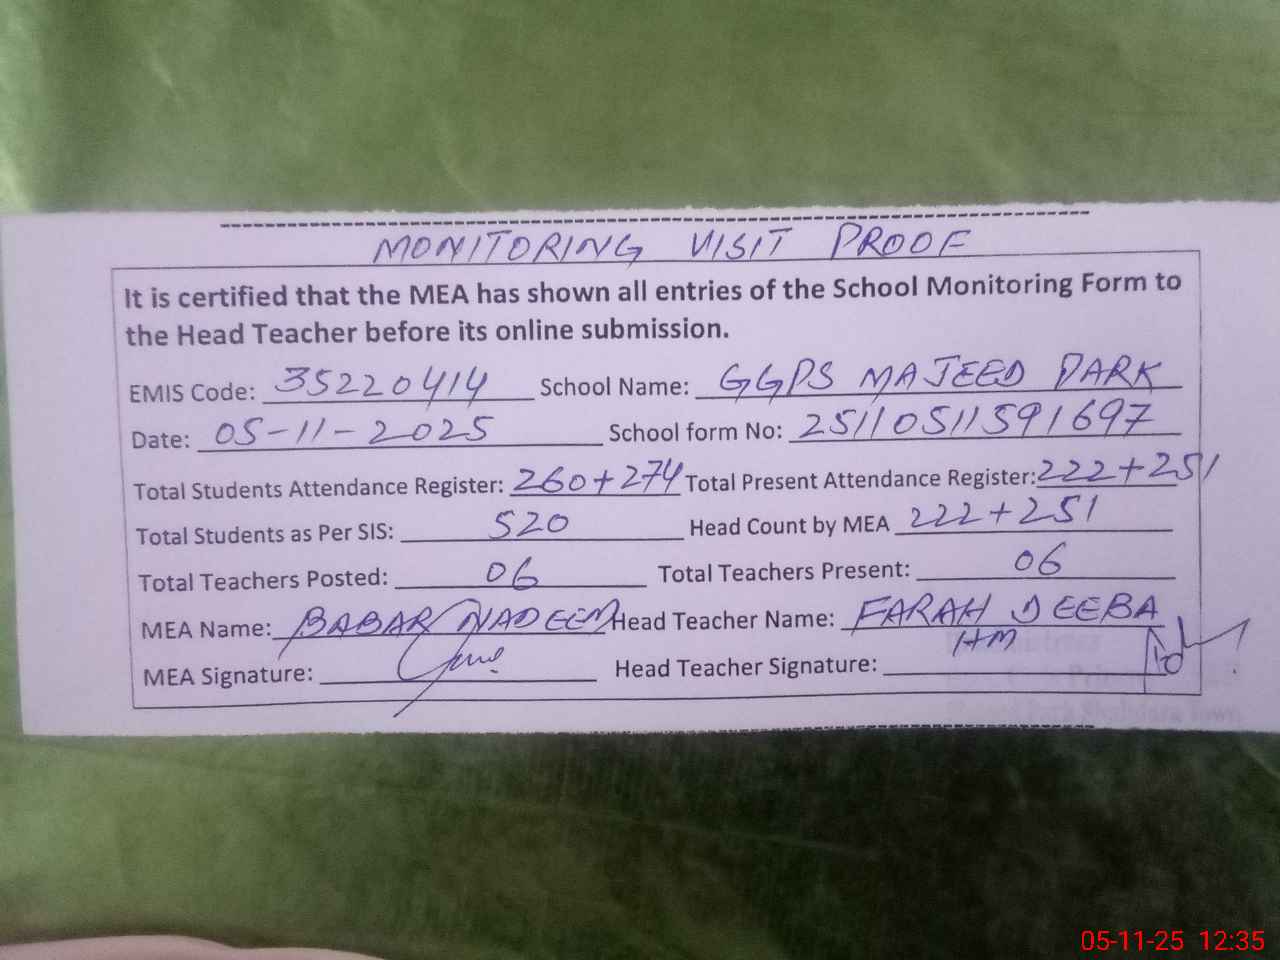 MONITORING VISIT PROOF
It is certified that the MEA has shown all entries of the School Monitoring Form to
the Head Teacher before its online submission.
EMIS Code: 35220414 School Name: GGPS MAJEED PARK
Date: 05-11-2025 School form No: 2511051159 1697
Total Students Attendance Register: 260+274 Total Present Attendance Register: 222+251
Total Students as Per SIS: 520 Head Count by MEA 222+251
Total Teachers Posted: 06 Total Teachers Present: 06
MEA Name: BABAR NADEEM Head Teacher Name: FARAH DEEBA
HM
MEA Signature: Head Teacher Signature:
05-11-25 12:35